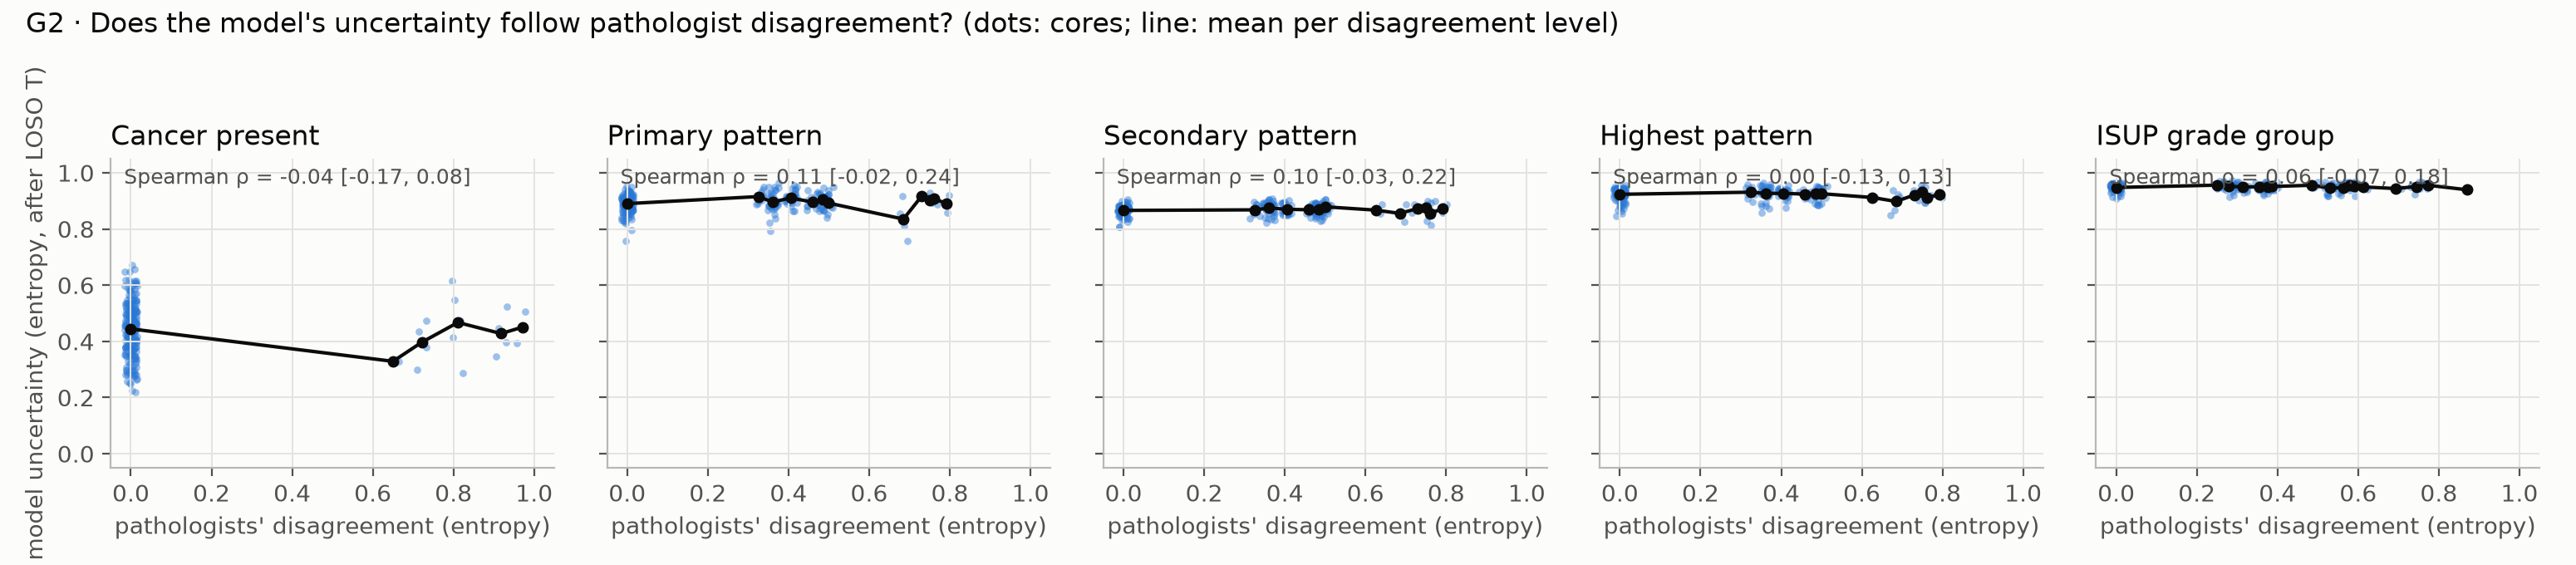 G2 · Does the model's uncertainty follow pathologist disagreement? (dots: cores; line: mean per disagreement level)
model uncertainty (entropy, after LOSO T)
Cancer present
Spearman ρ = -0.04 [-0.17, 0.08]
1.0
0.8
0.6
0.4
0.2
0.0
0.0 0.2 0.4 0.6 0.8 1.0
pathologists' disagreement (entropy)
Primary pattern
Spearman ρ = 0.11 [-0.02, 0.24]
0.0 0.2 0.4 0.6 0.8 1.0
pathologists' disagreement (entropy)
Secondary pattern
Spearman ρ = 0.10 [-0.03, 0.22]
0.0 0.2 0.4 0.6 0.8 1.0
pathologists' disagreement (entropy)
Highest pattern
Spearman ρ = 0.00 [-0.13, 0.13]
0.0 0.2 0.4 0.6 0.8 1.0
pathologists' disagreement (entropy)
ISUP grade group
Spearman ρ = 0.06 [-0.07, 0.18]
0.0 0.2 0.4 0.6 0.8 1.0
pathologists' disagreement (entropy)